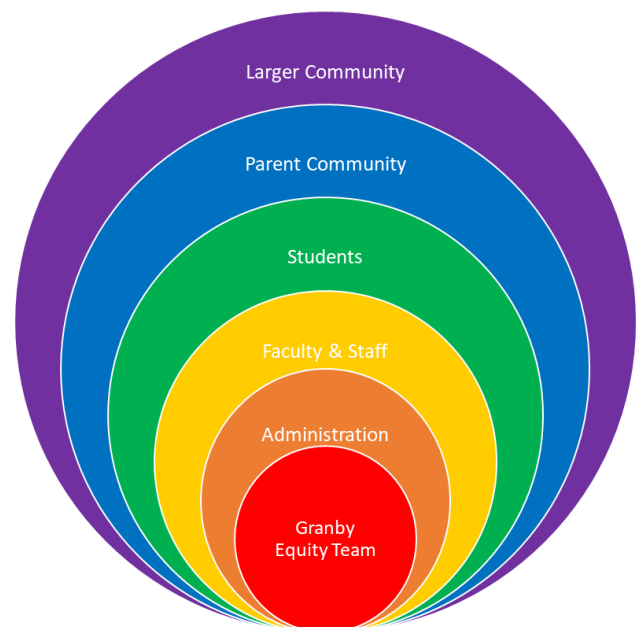 Larger Community
Parent Community
Students
Faculty & Staff
Administration
Granby
Equity Team